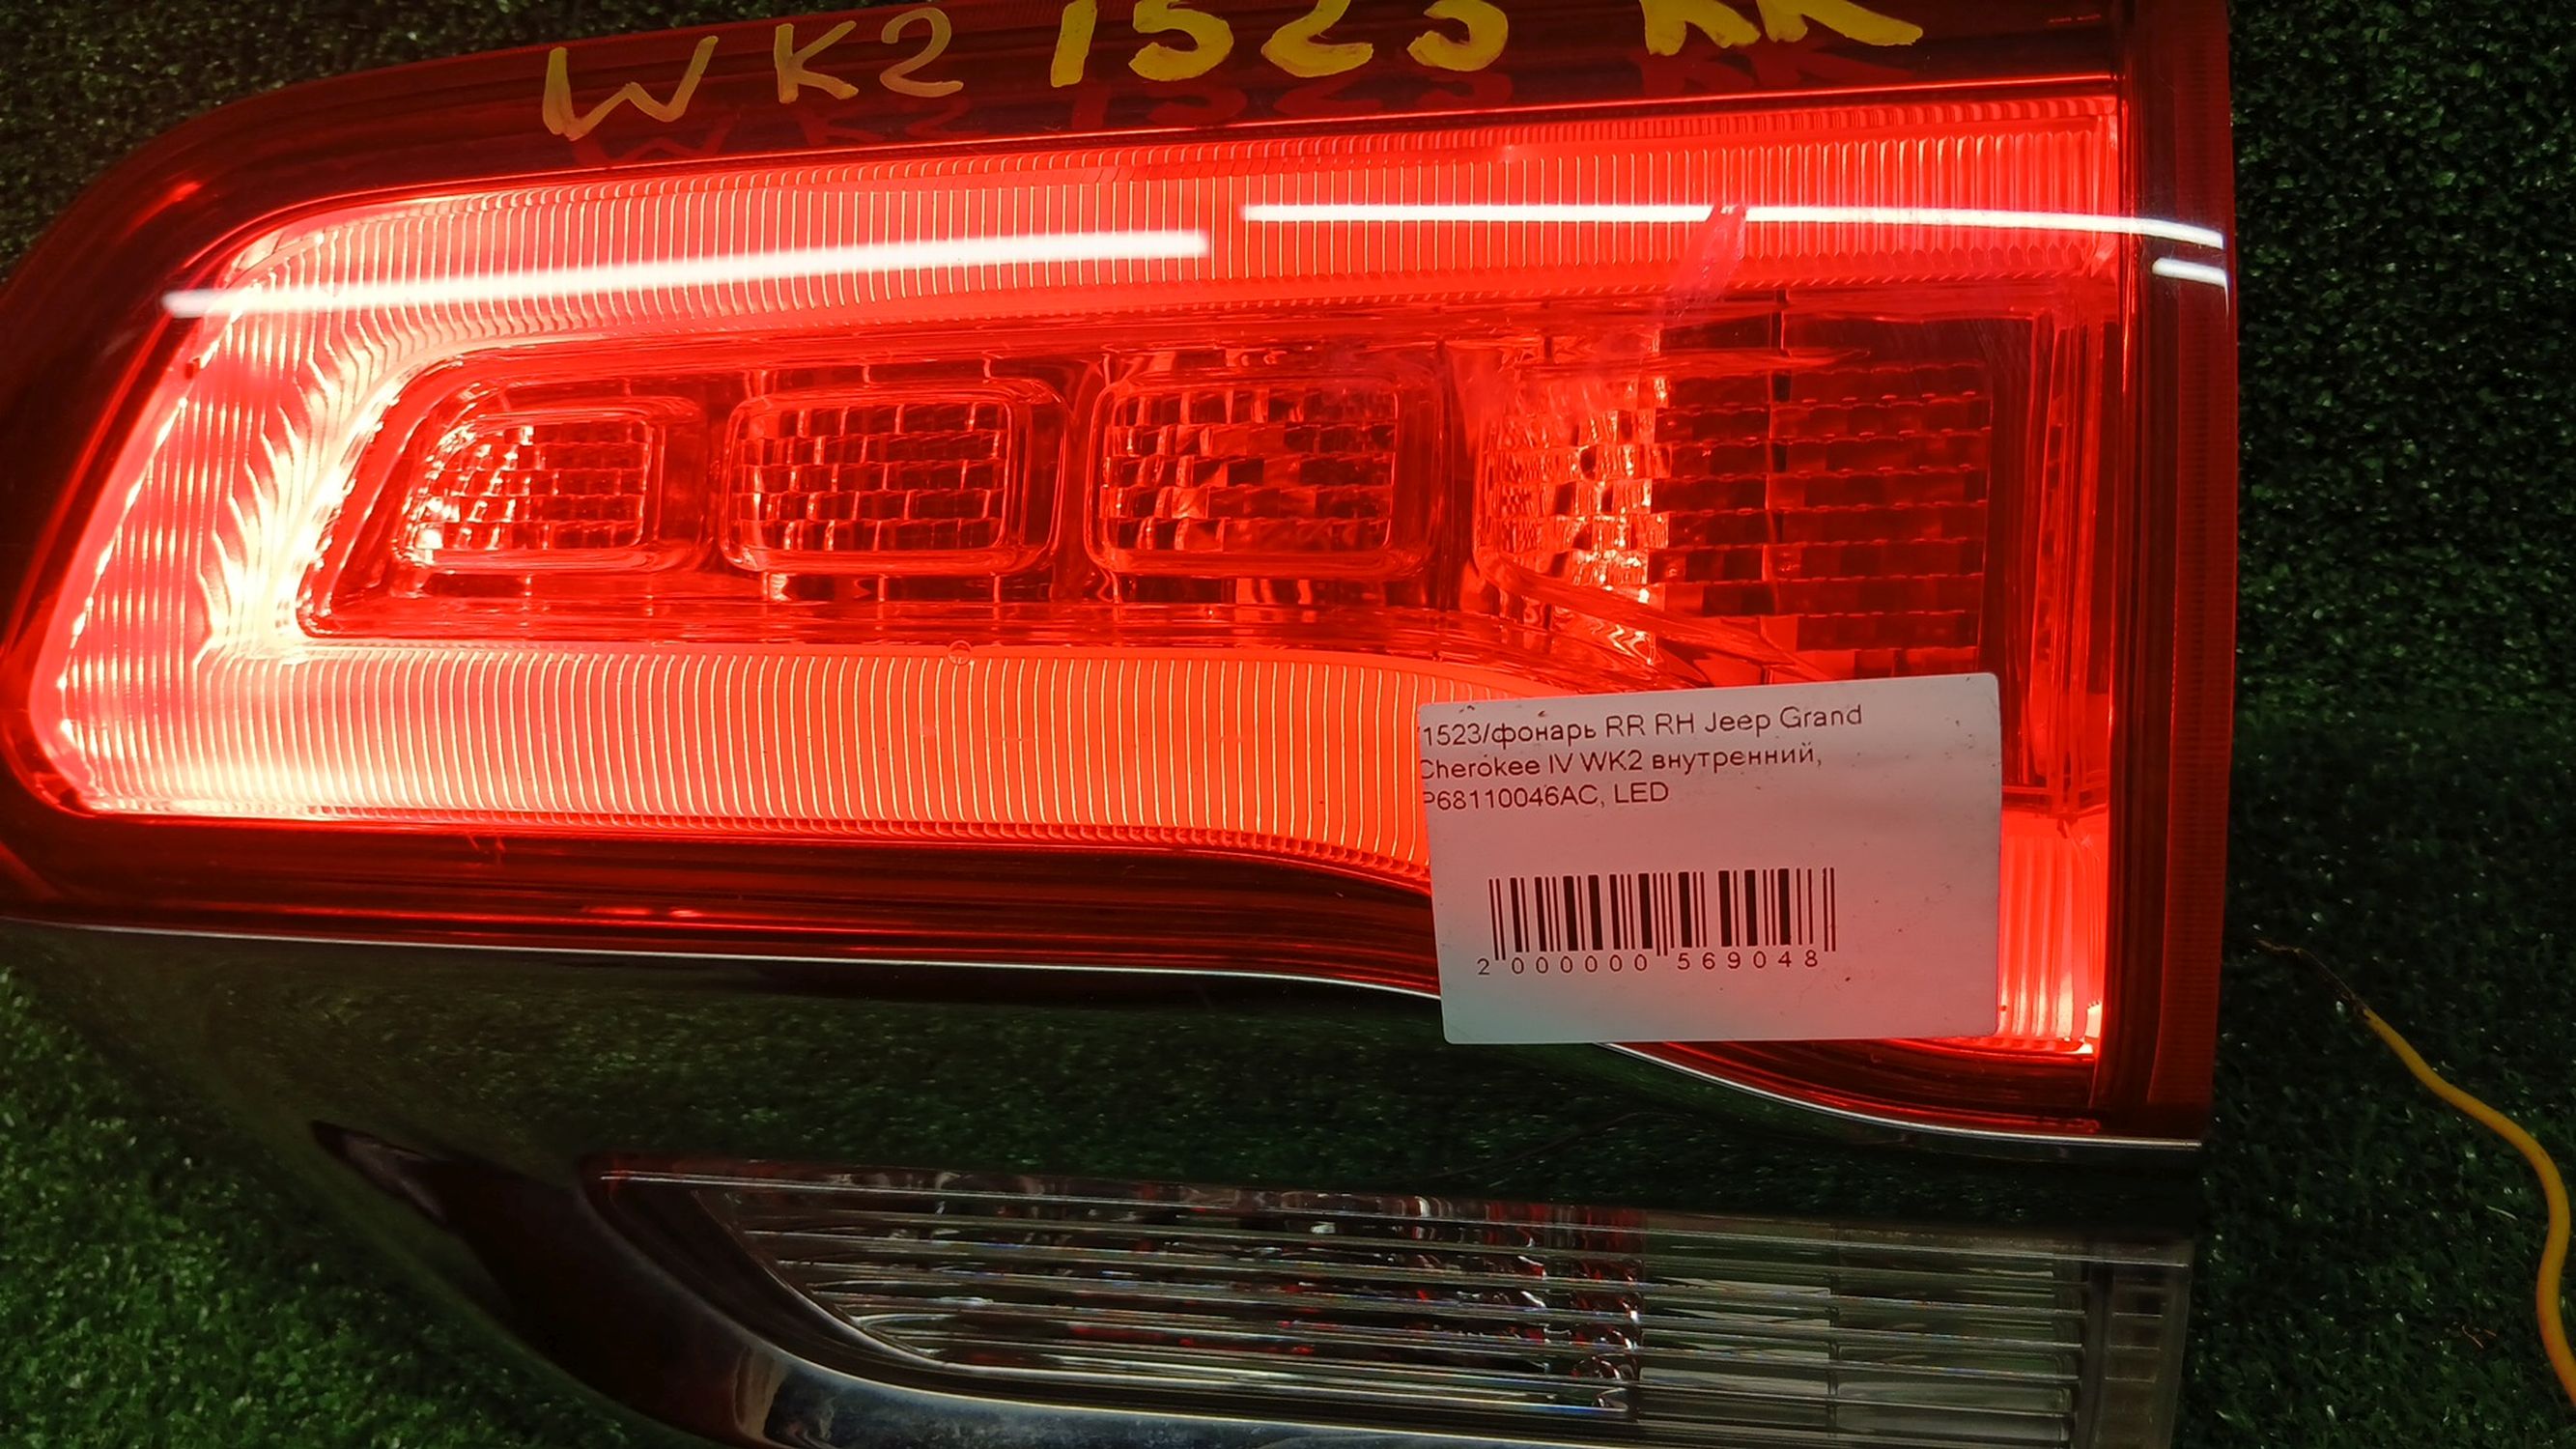 WK2 1523 RR
/1523/фонарь RR RH Jeep Grand
Cherokee IV WK2 внутренний,
P68110046AC, LED
2 000000 569048